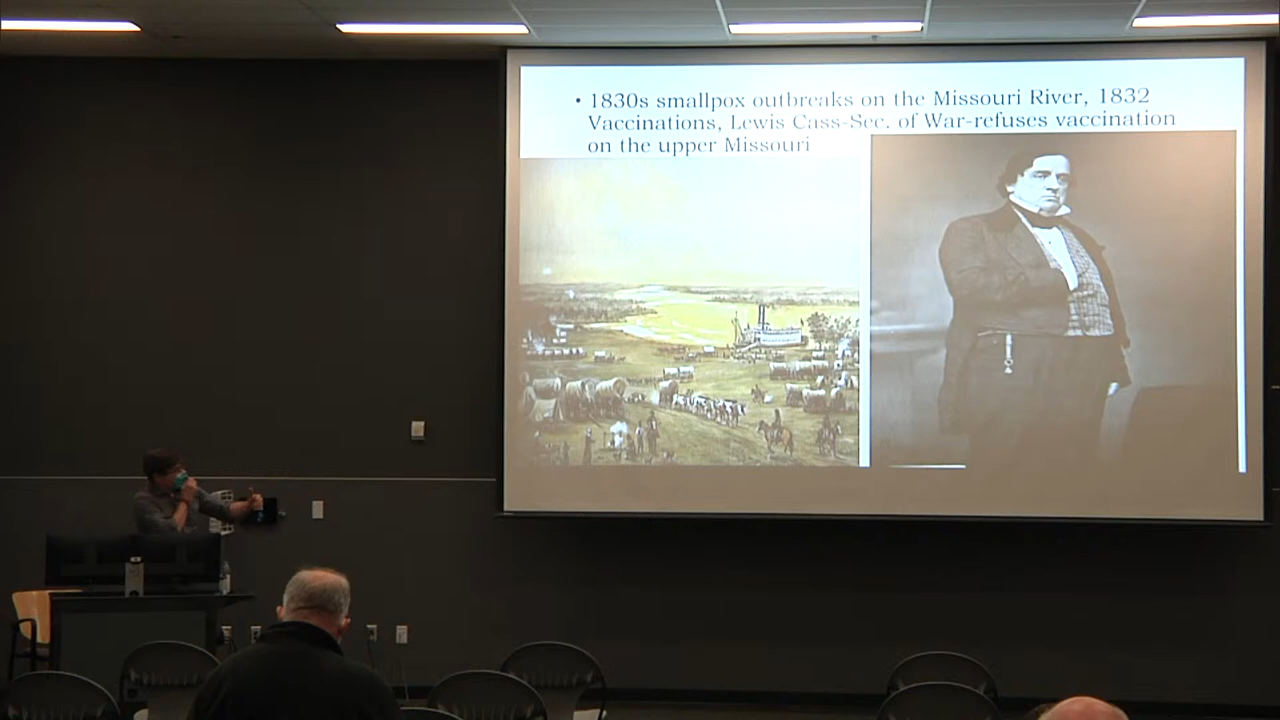 • 1830s smallpox outbreaks on the Missouri River, 1832
Vaccinations, Lewis Cass-Sec. of War-refuses vaccination
on the upper Missouri